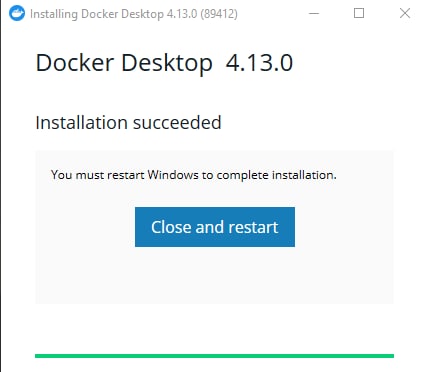 Installing Docker Desktop 4.13.0 (89412)
Docker Desktop 4.13.0
Installation succeeded
You must restart Windows to complete installation.
Close and restart